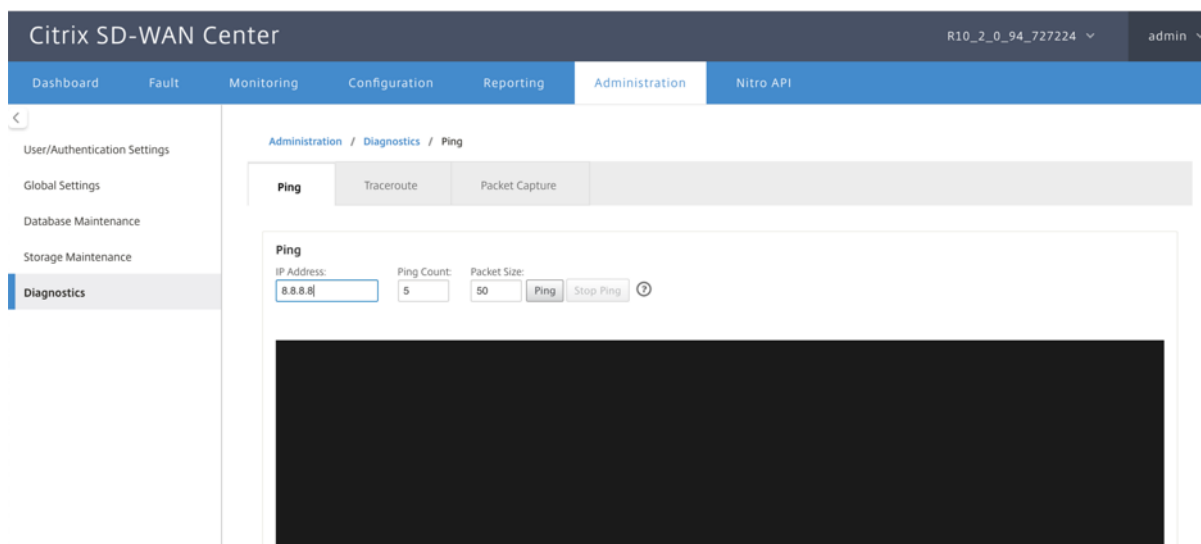 Citrix SD-WAN Center R10_2_0_94_727224 admin
Dashboard Fault Monitoring Configuration Reporting Administration Nitro API
User/Authentication Settings
Global Settings
Database Maintenance
Storage Maintenance
Diagnostics
Administration / Diagnostics / Ping
Ping Traceroute Packet Capture
Ping
IP Address: Ping Count: Packet Size:
8.8.8.8 5 50 Ping Stop Ping ?